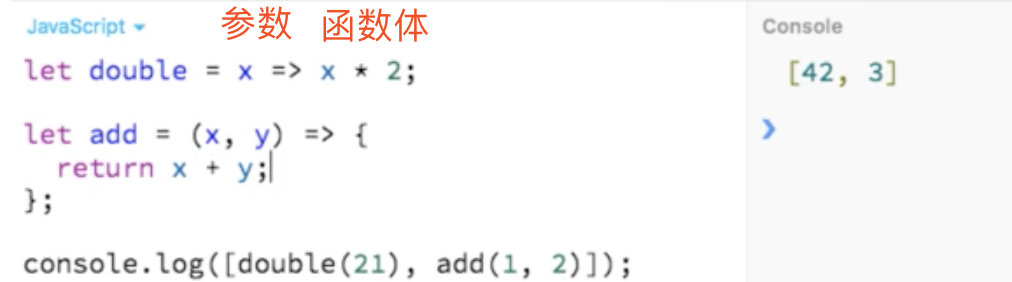 JavaScript 参数 函数体 Console
let double = x => x * 2;
[42, 3]
let add = (x, y) => {
return x + y;
};
console.log([double(21), add(1, 2)]);